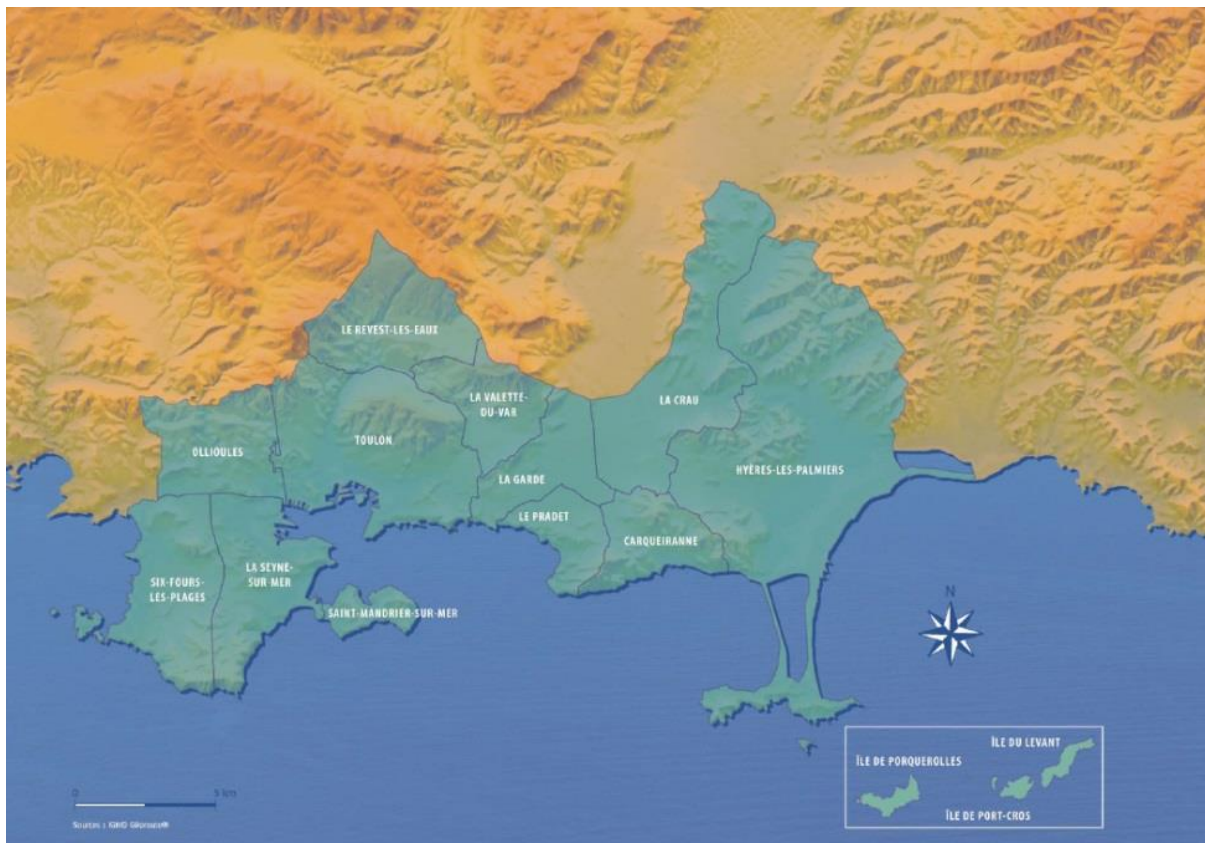 LE REVEST-LES-EAUX
LA VALETTE-
DU-VAR
LA CRAU
TOULON
OLLIOULES
HYÈRES-LES-PALMIERS
LA GARDE
LE PRADET
CARQUEIRANNE
LA SEYNE-
SUR-MER
SIX-FOURS-
LES-PLAGES
SAINT-MANDRIER-SUR-MER
N
ÎLE DU LEVANT
ÎLE DE PORQUEROLLES
ÎLE DE PORT-CROS
0
5 km
Sources :